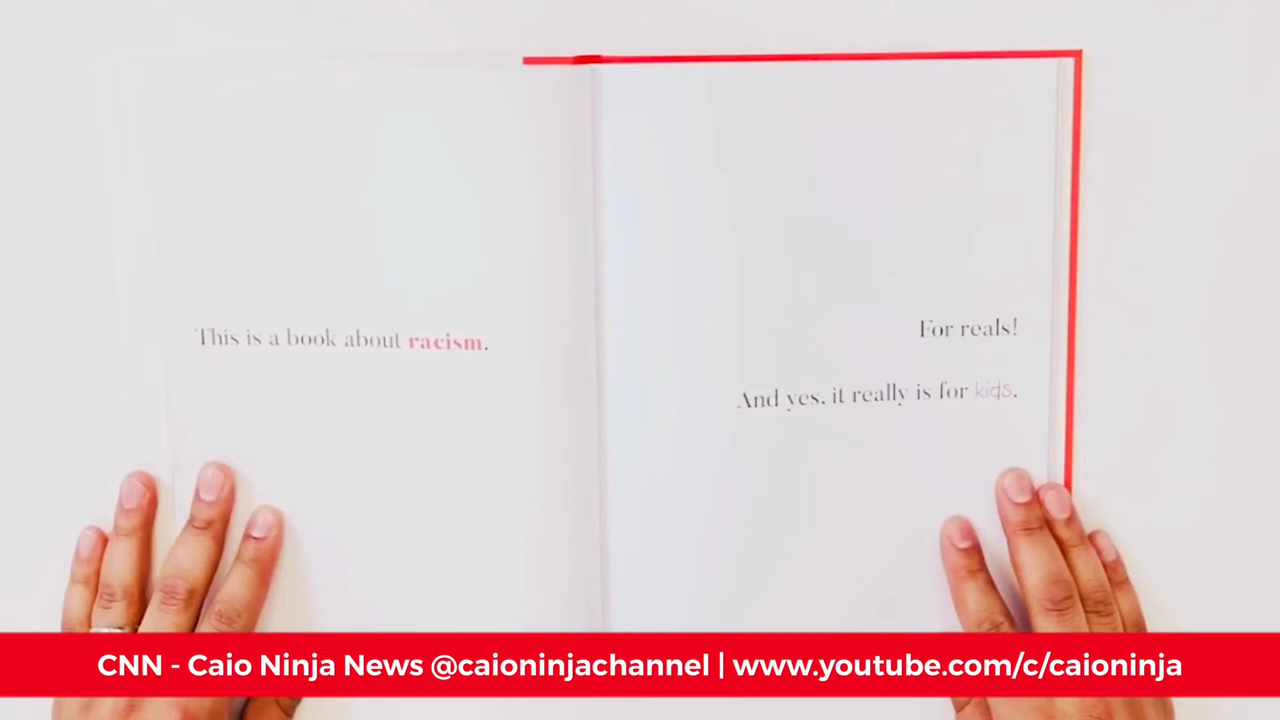 This is a book about racism.
For reals!
And yes, it really is for kids.
CNN - Caio Ninja News @caioninjachannel | www.youtube.com/c/caioninja